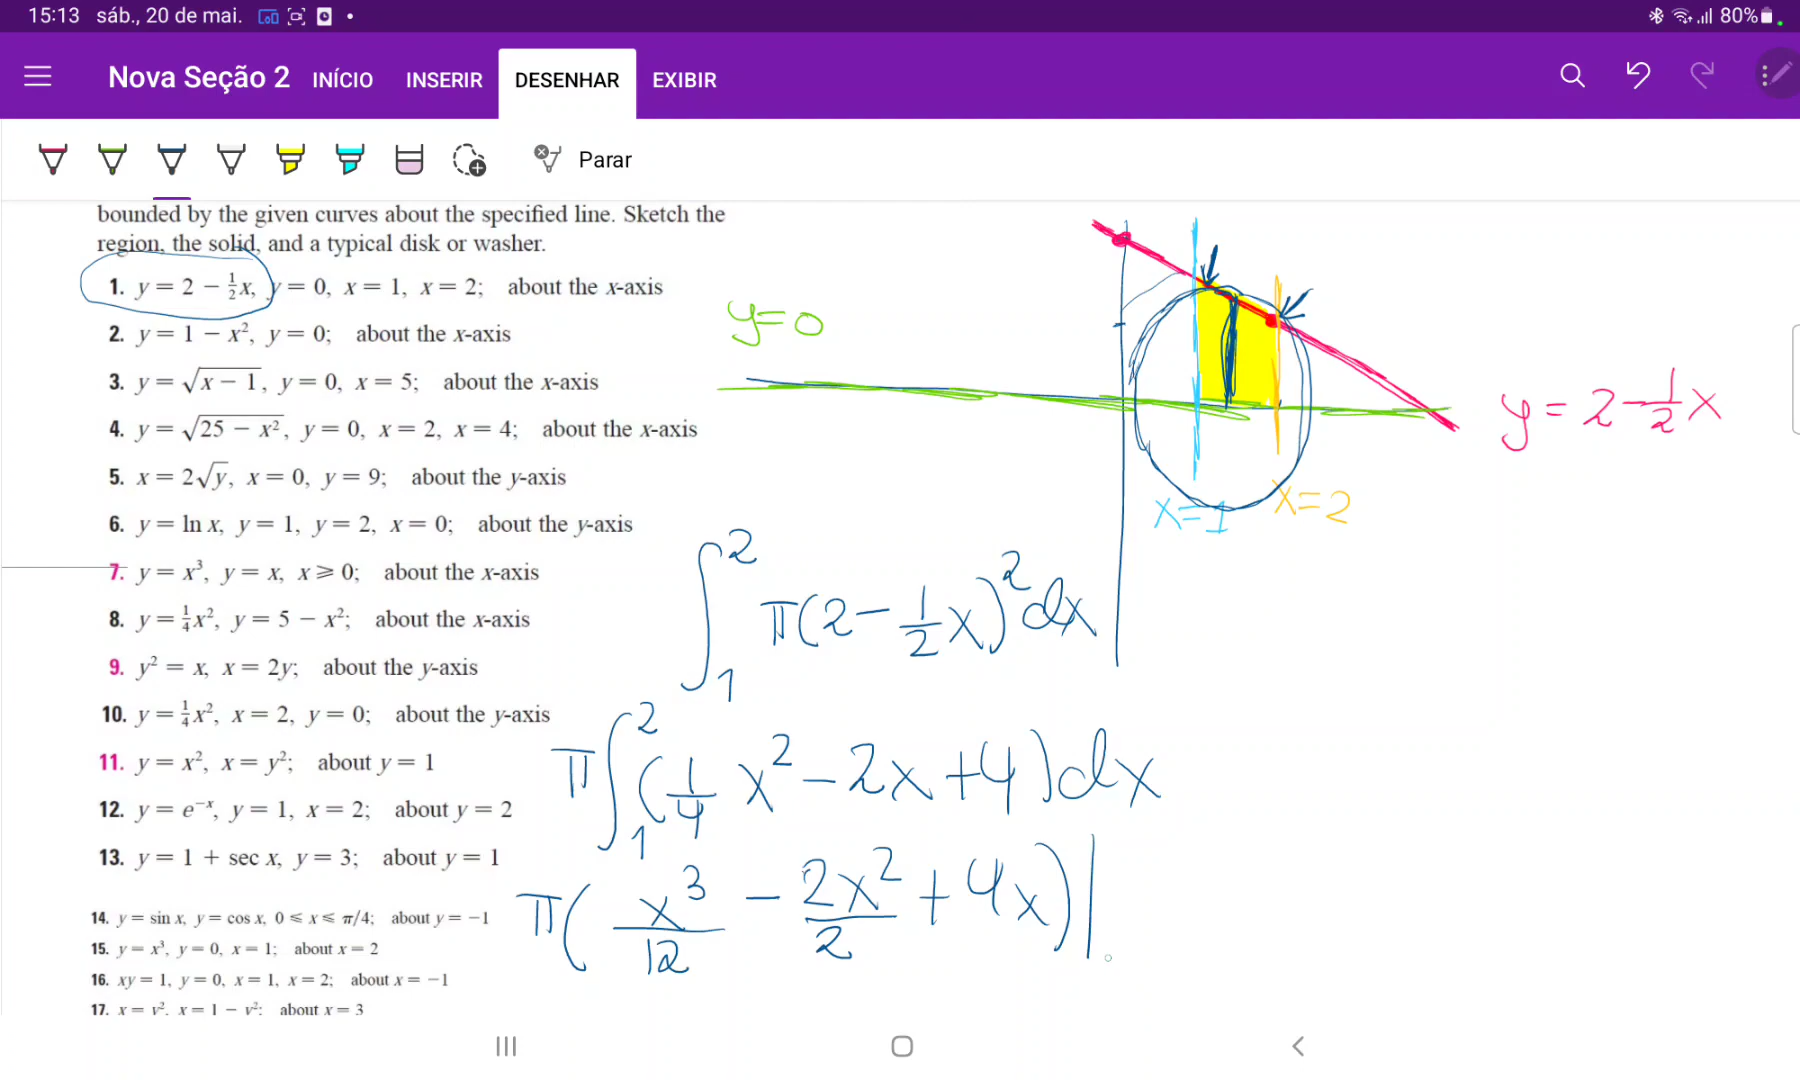 15:13 sáb., 20 de mai. 80%
Nova Seção 2 INÍCIO INSERIR DESENHAR EXIBIR
Parar
bounded by the given curves about the specified line. Sketch the
region, the solid, and a typical disk or washer.
1. y = 2 − ½x, y = 0, x = 1, x = 2; about the x-axis
2. y = 1 − x², y = 0; about the x-axis
3. y = √(x − 1), y = 0, x = 5; about the x-axis
4. y = √(25 − x²), y = 0, x = 2, x = 4; about the x-axis
5. x = 2√y, x = 0, y = 9; about the y-axis
6. y = ln x, y = 1, y = 2, x = 0; about the y-axis
7. y = x³, y = x, x ⩾ 0; about the x-axis
8. y = ¼x², y = 5 − x²; about the x-axis
9. y² = x, x = 2y; about the y-axis
10. y = ¼x², x = 2, y = 0; about the y-axis
11. y = x², x = y²; about y = 1
12. y = e⁻ˣ, y = 1, x = 2; about y = 2
13. y = 1 + sec x, y = 3; about y = 1
14. y = sin x, y = cos x, 0 ⩽ x ⩽ π/4; about y = −1
15. y = x³, y = 0, x = 1; about x = 2
16. xy = 1, y = 0, x = 1, x = 2; about x = −1
17. x = y², x = 1 − y²; about x = 3
y=0
y = 2 − ½x
x=1
x=2
∫₁² π(2 − ½x)² dx
π ∫₁² (¼ x² − 2x + 4) dx
π( x³/12 − 2x²/2 + 4x)|